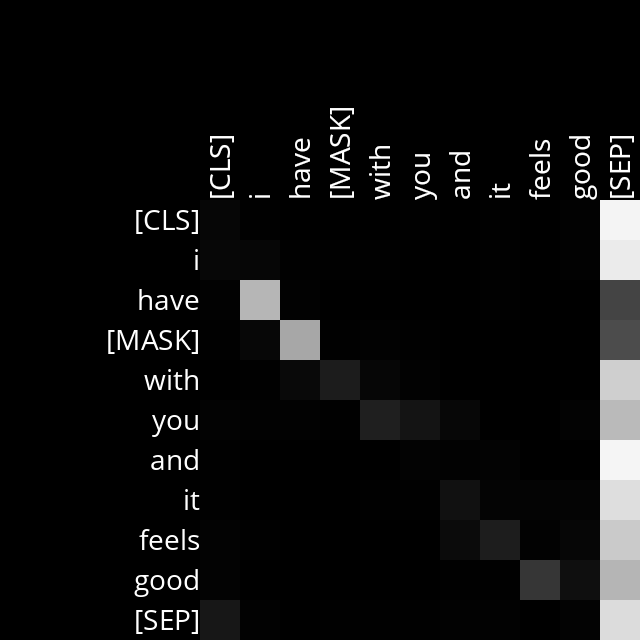 [CLS] i have [MASK] with you and it feels good [SEP]
[CLS]
i
have
[MASK]
with
you
and
it
feels
good
[SEP]